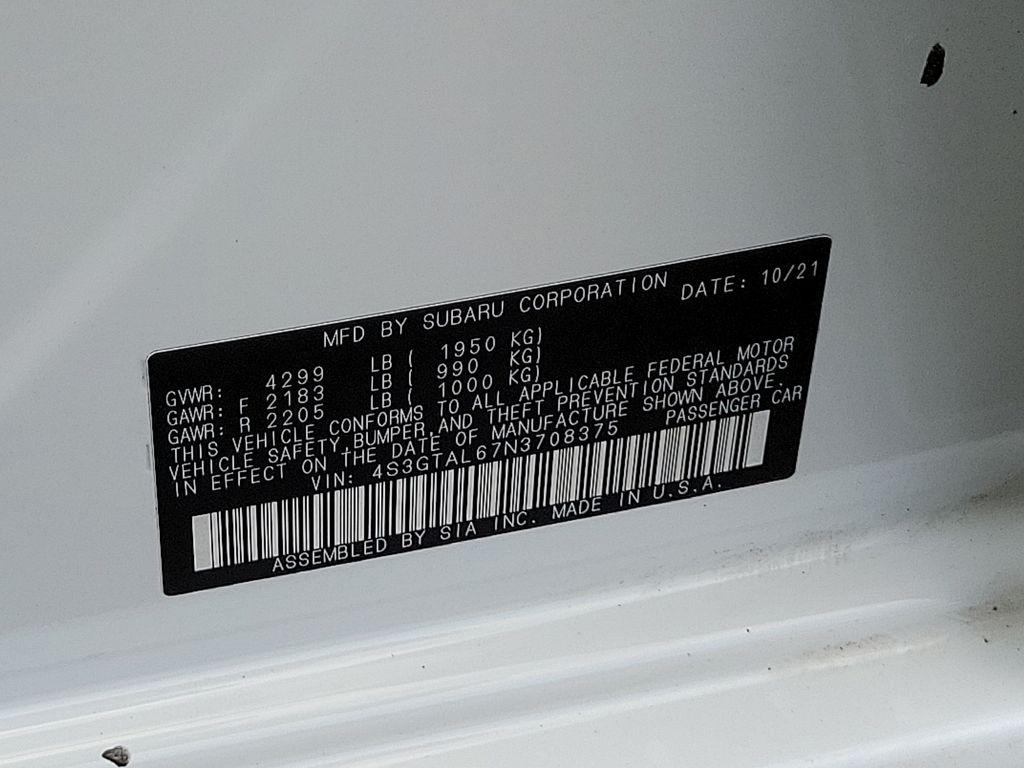 MFD BY SUBARU CORPORATION DATE: 10/21
GVWR: 4299 LB ( 1950 KG)
GAWR: F 2183 LB ( 990 KG)
GAWR: R 2205 LB ( 1000 KG)
THIS VEHICLE CONFORMS TO ALL APPLICABLE FEDERAL MOTOR
VEHICLE SAFETY, BUMPER, AND THEFT PREVENTION STANDARDS
IN EFFECT ON THE DATE OF MANUFACTURE SHOWN ABOVE.
VIN: 4S3GTAL67N3708375 PASSENGER CAR
ASSEMBLED BY SIA INC. MADE IN U.S.A.